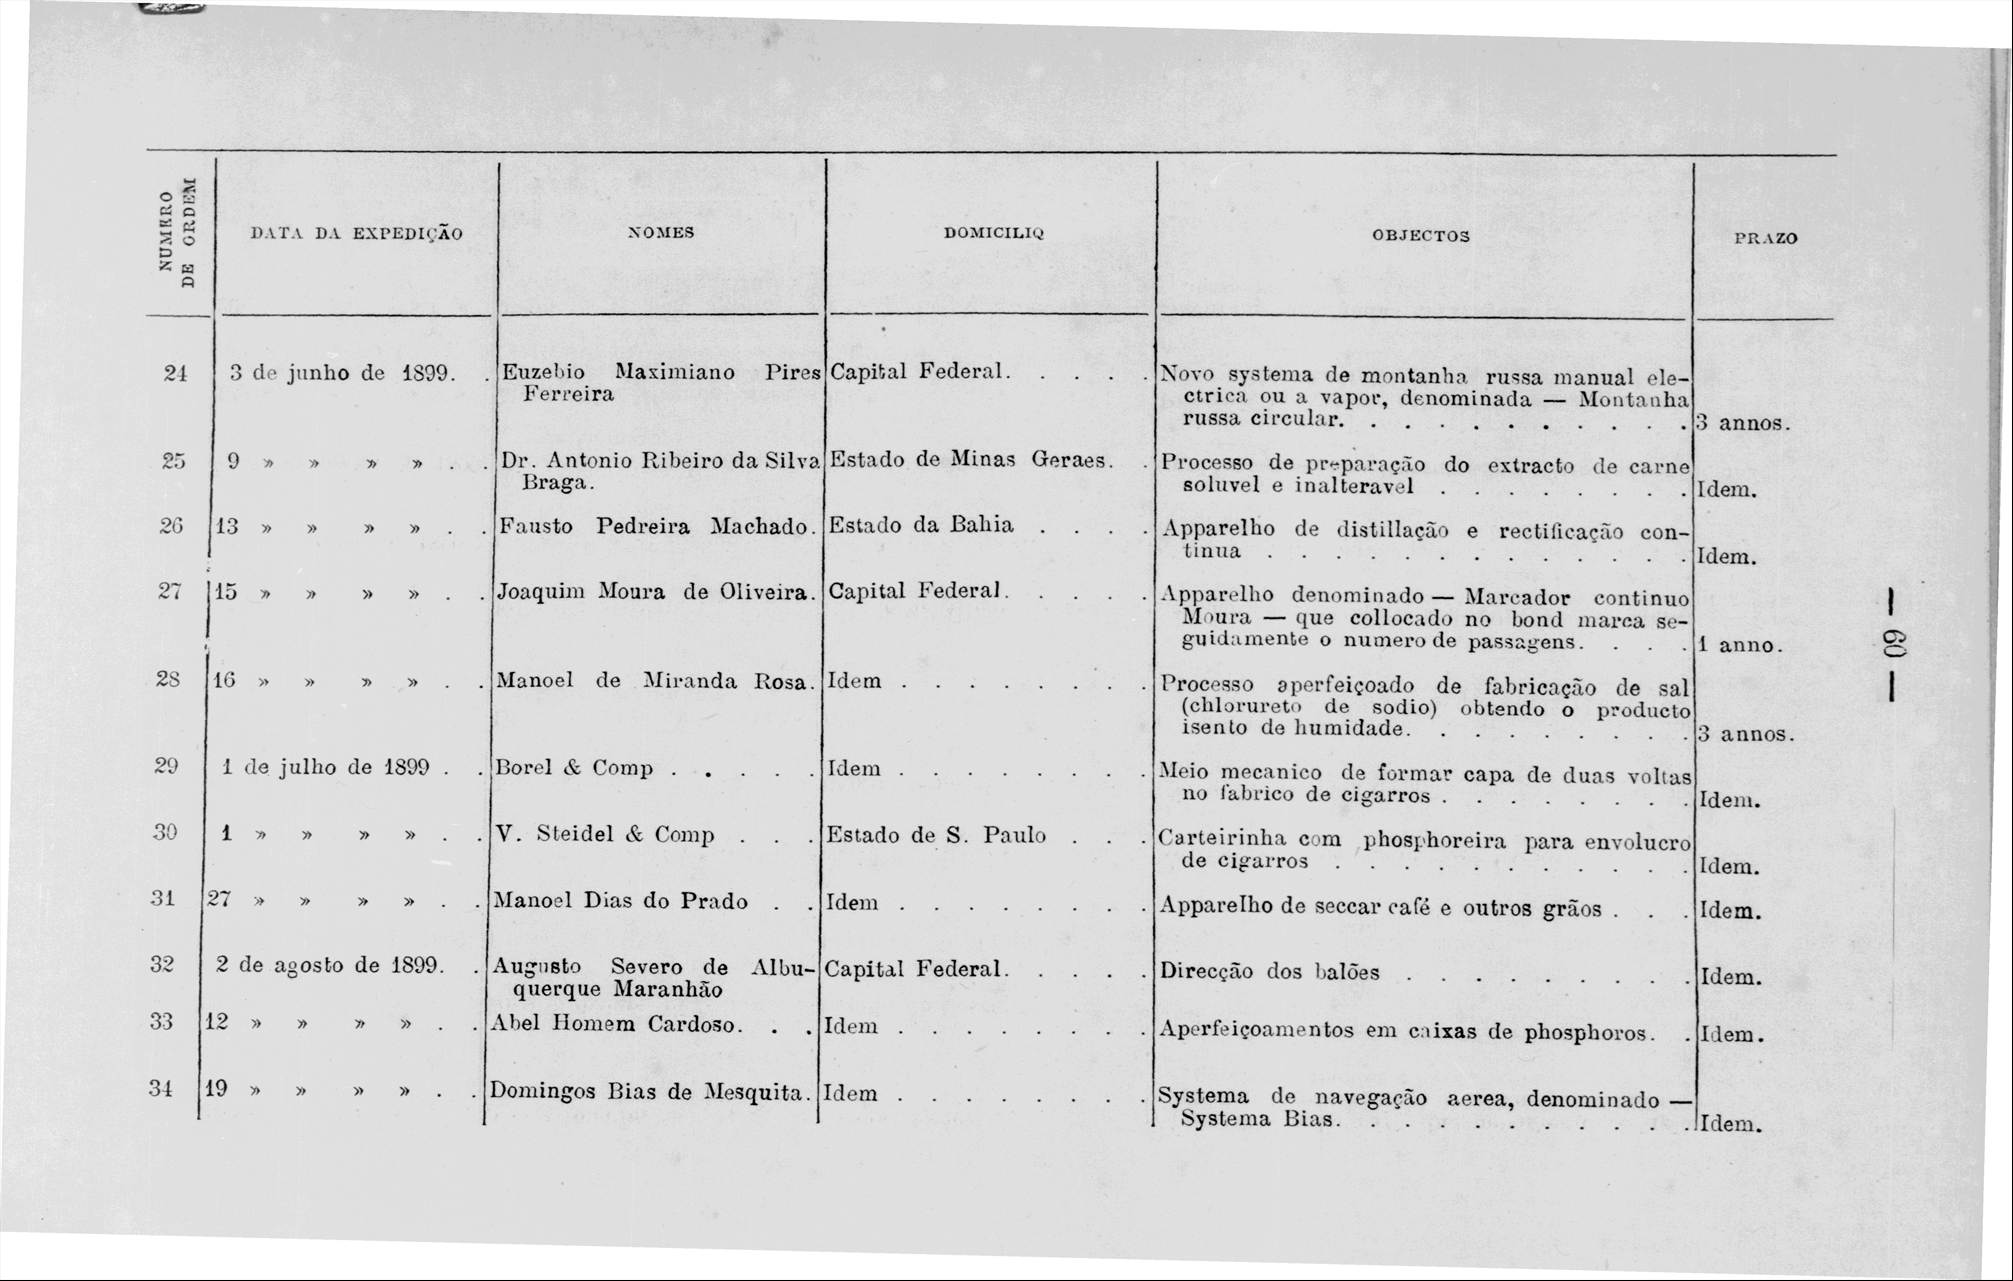 NUMERO DE ORDEM
DATA DA EXPEDIÇÃO
NOMES
DOMICILIO
OBJECTOS
PRAZO
24 3 de junho de 1899. . Euzebio Maximiano Pires Capital Federal. . . . . Novo systema de montanha russa manual ele-
Ferreira ctrica ou a vapor, denominada — Montanha
russa circular. . . . . . . . . . . 3 annos.
25 9 » » » » . . Dr. Antonio Ribeiro da Silva Estado de Minas Geraes. . Processo de preparação do extracto de carne
Braga. soluvel e inalteravel . . . . . . . . Idem.
26 13 » » » » . . Fausto Pedreira Machado. Estado da Bahia . . . . Apparelho de distillação e rectificação con-
tinua . . . . . . . . . . . . . Idem.
27 15 » » » » . . Joaquim Moura de Oliveira. Capital Federal. . . . . Apparelho denominado — Marcador continuo
Moura — que collocado no bond marca se-
guidamente o numero de passagens. . . . 1 anno.
28 16 » » » » . . Manoel de Miranda Rosa. Idem . . . . . . . . Processo aperfeiçoado de fabricação de sal
(chlorureto de sodio) obtendo o producto
isento de humidade. . . . . . . . . 3 annos.
29 1 de julho de 1899 . . Borel & Comp . . . . . Idem . . . . . . . . Meio mecanico de formar capa de duas voltas
no fabrico de cigarros . . . . . . . . Idem.
30 1 » » » » . . V. Steidel & Comp . . . Estado de S. Paulo . . . Carteirinha com phosphoreira para envolucro
de cigarros . . . . . . . . . . . Idem.
31 27 » » » » . . Manoel Dias do Prado . . Idem . . . . . . . . Apparelho de seccar café e outros grãos . . . Idem.
32 2 de agosto de 1899. . Augusto Severo de Albu- Capital Federal. . . . . Direcção dos balões . . . . . . . . . Idem.
querque Maranhão
33 12 » » » » . . Abel Homem Cardoso. . . Idem . . . . . . . . Aperfeiçoamentos em caixas de phosphoros. . Idem.
34 19 » » » » . . Domingos Bias de Mesquita. Idem . . . . . . . . Systema de navegação aerea, denominado —
Systema Bias. . . . . . . . . . . Idem.
— 60 —